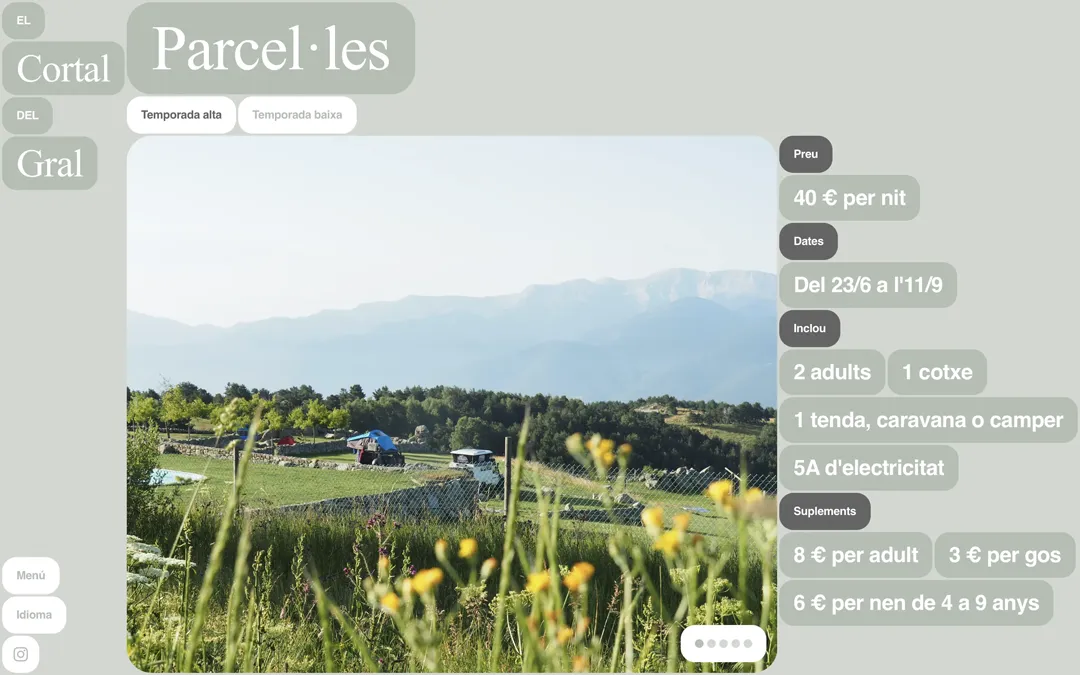 EL
Cortal
DEL
Gral
Parcel·les
Temporada alta
Temporada baixa
Preu
40 € per nit
Dates
Del 23/6 a l'11/9
Inclou
2 adults
1 cotxe
1 tenda, caravana o camper
5A d'electricitat
Suplements
8 € per adult
3 € per gos
6 € per nen de 4 a 9 anys
Menú
Idioma